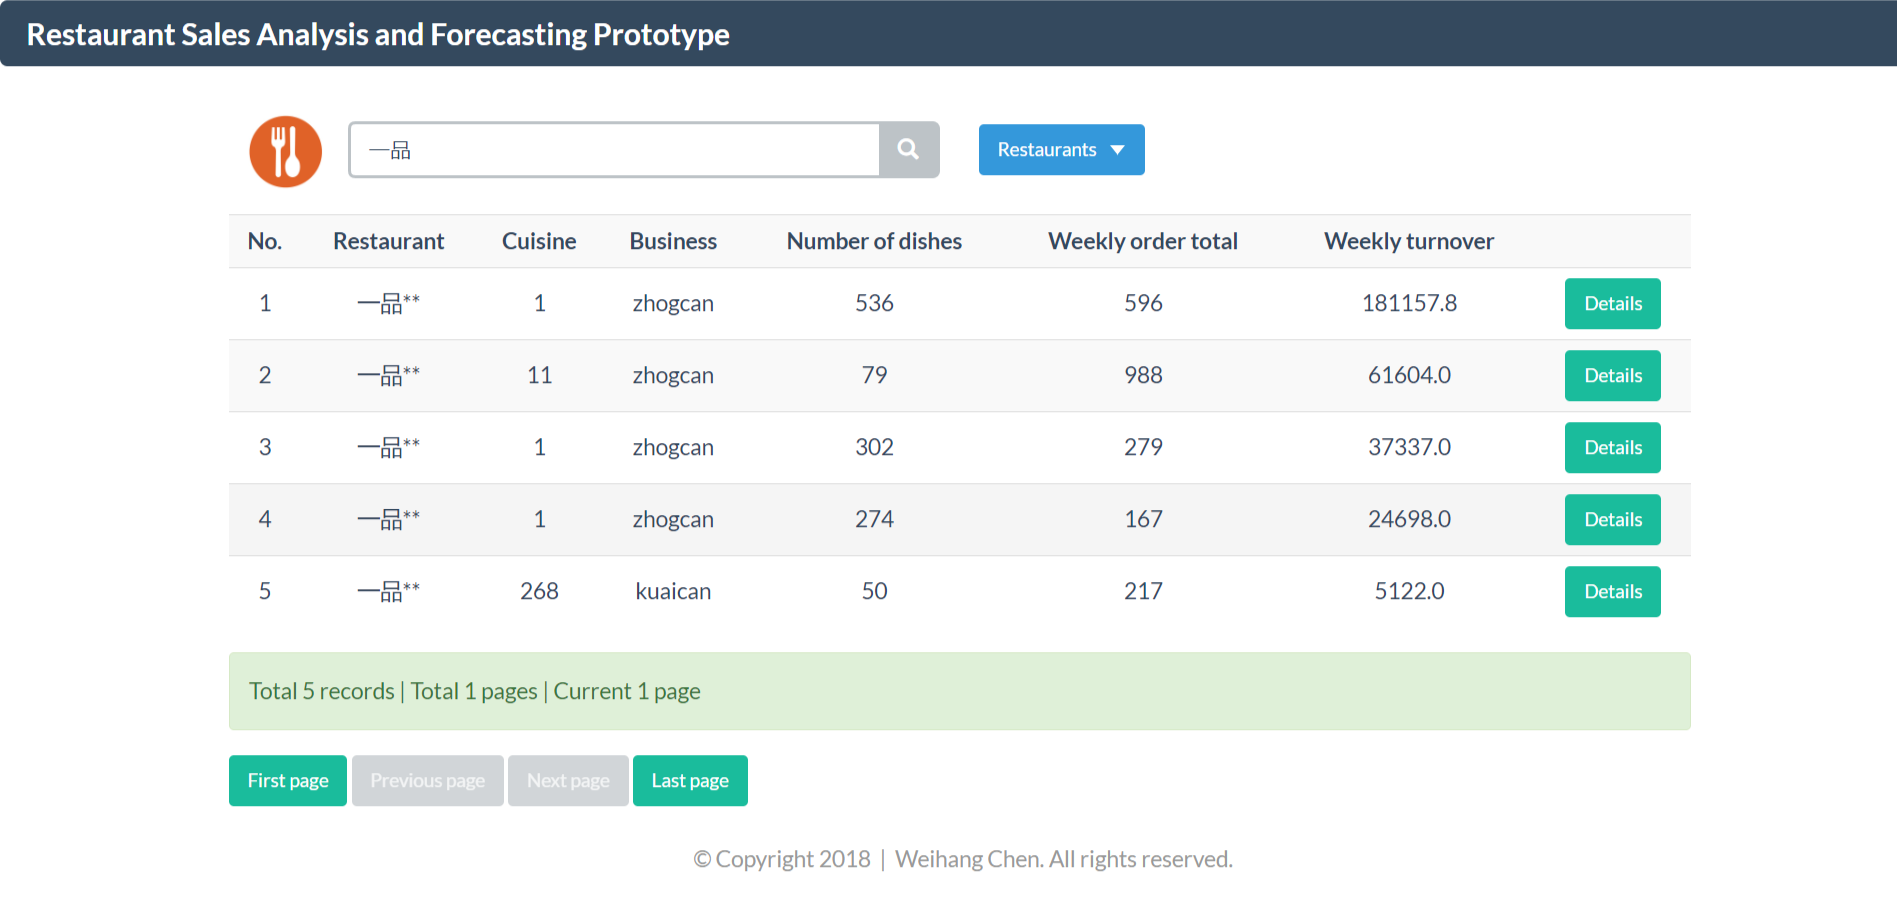 Restaurant Sales Analysis and Forecasting Prototype
一品 Restaurants
No. Restaurant Cuisine Business Number of dishes Weekly order total Weekly turnover
1 一品** 1 zhogcan 536 596 181157.8 Details
2 一品** 11 zhogcan 79 988 61604.0 Details
3 一品** 1 zhogcan 302 279 37337.0 Details
4 一品** 1 zhogcan 274 167 24698.0 Details
5 一品** 268 kuaican 50 217 5122.0 Details
Total 5 records | Total 1 pages | Current 1 page
First page Previous page Next page Last page
© Copyright 2018 | Weihang Chen. All rights reserved.